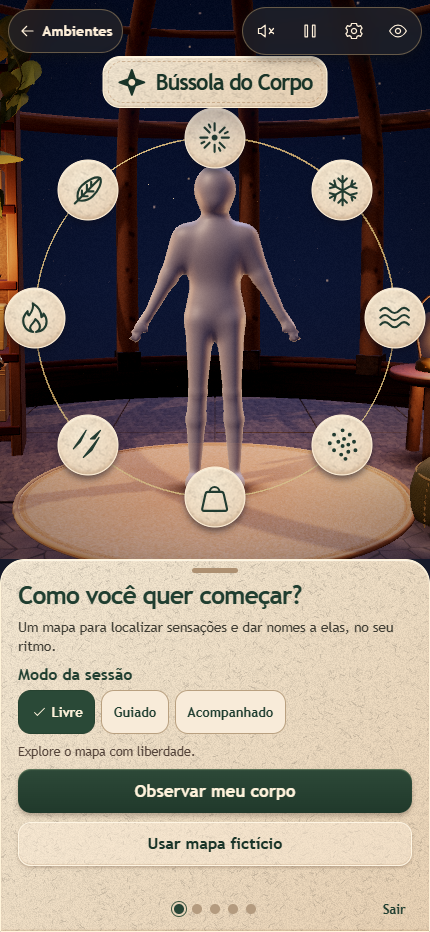 Ambientes
Bússola do Corpo
Como você quer começar?
Um mapa para localizar sensações e dar nomes a elas, no seu
ritmo.
Modo da sessão
Livre
Guiado
Acompanhado
Explore o mapa com liberdade.
Observar meu corpo
Usar mapa fictício
Sair